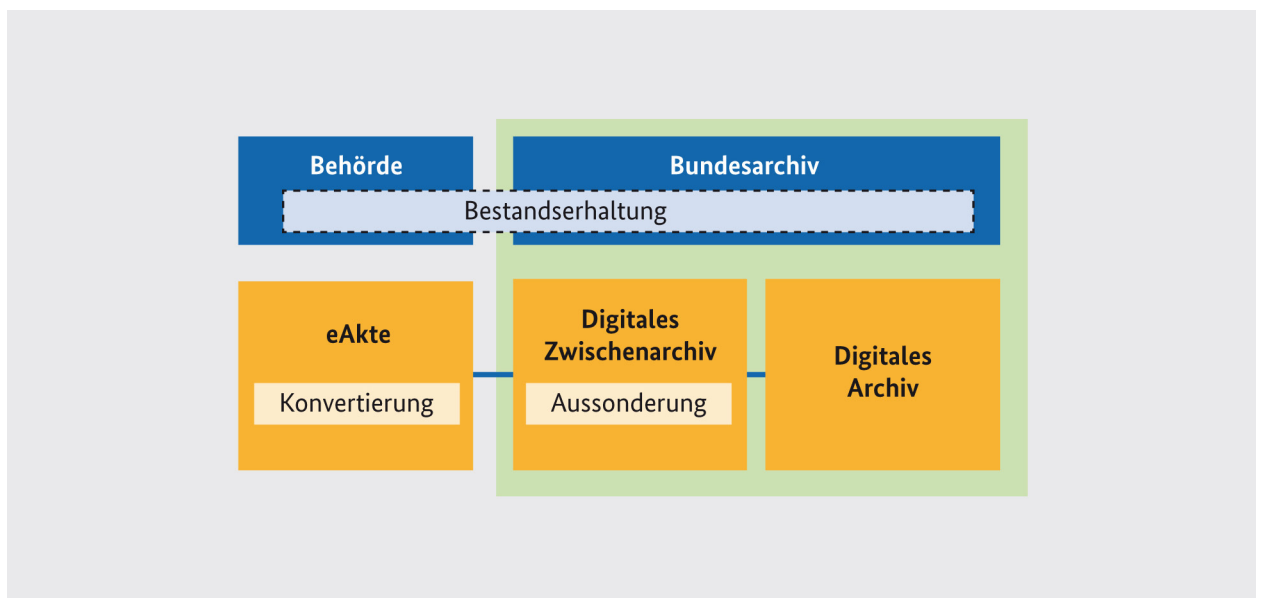 Behörde
Bundesarchiv
Bestandserhaltung
eAkte
Konvertierung
Digitales
Zwischenarchiv
Aussonderung
Digitales
Archiv